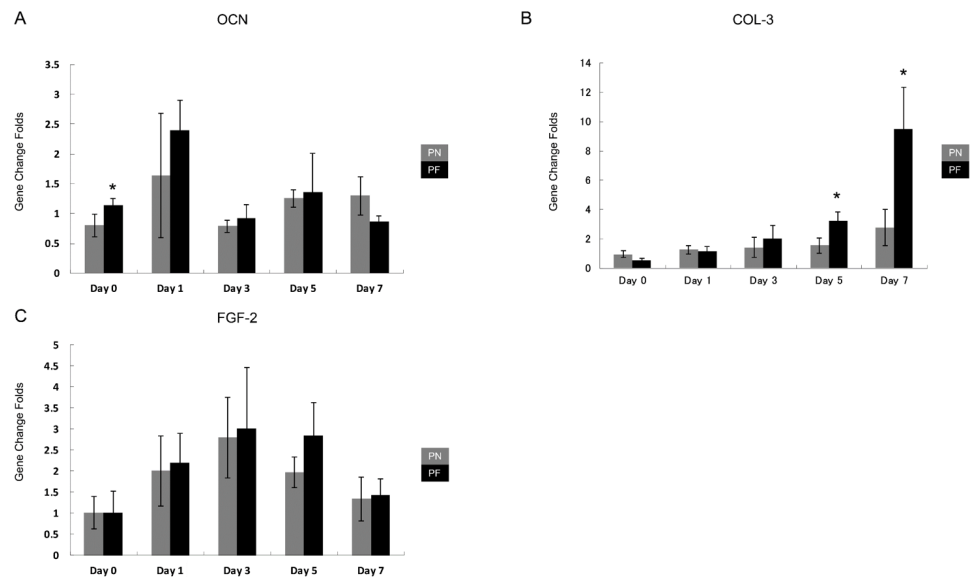 A
OCN
Gene Change Folds
3.5
3
2.5
2
1.5
1
0.5
0
*
Day 0 Day 1 Day 3 Day 5 Day 7
PN
PF
B
COL-3
Gene Change Folds
14
12
10
8
6
4
2
0
*
*
Day 0 Day 1 Day 3 Day 5 Day 7
PN
PF
C
FGF-2
Gene Change Folds
5
4.5
4
3.5
3
2.5
2
1.5
1
0.5
0
Day 0 Day 1 Day 3 Day 5 Day 7
PN
PF